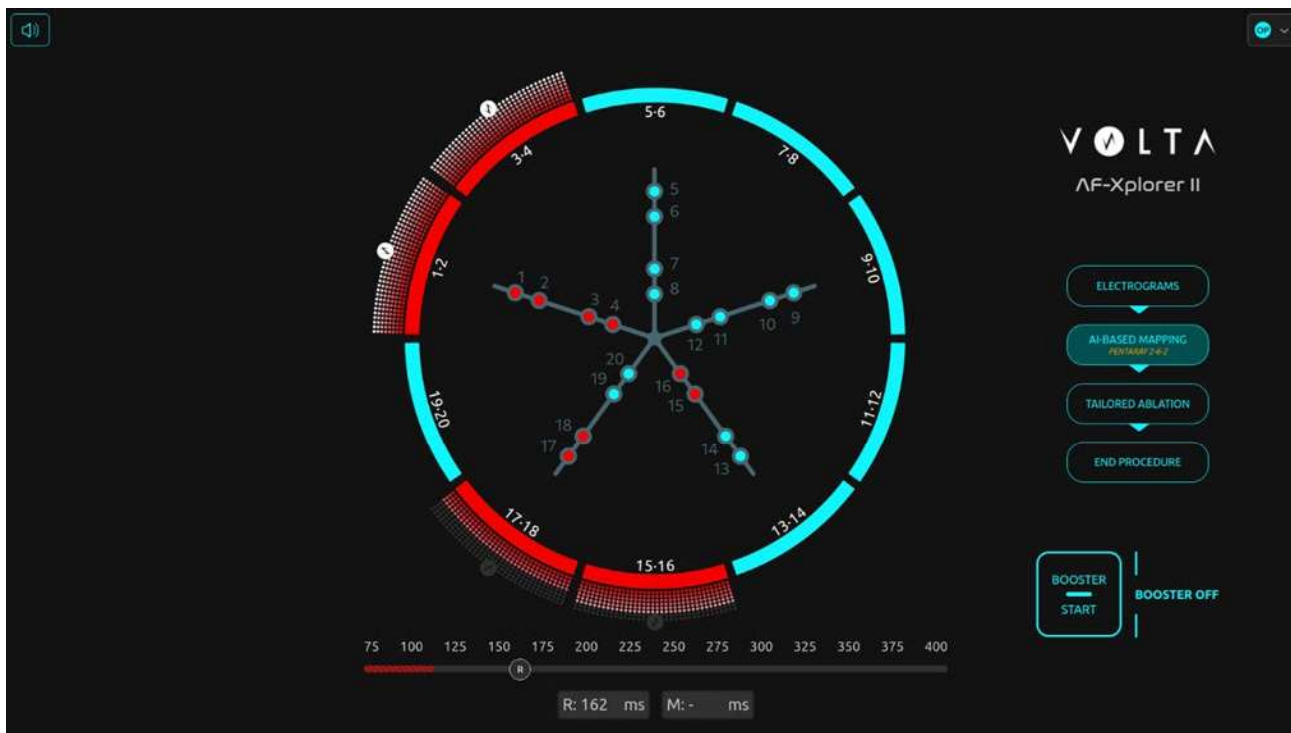 OP
VOLTA
AF-Xplorer II
5-6
7-8
9-10
11-12
13-14
15-16
17-18
19-20
1-2
3-4
5
6
7
8
1
2
3
4
12
11
10
9
20
19
16
15
18
17
14
13
ELECTROGRAMS
AI-BASED MAPPING
PENTARAY 2-6-2
TAILORED ABLATION
END PROCEDURE
BOOSTER
START
BOOSTER OFF
75 100 125 150 175 200 225 250 275 300 325 350 375 400
R
R: 162 ms M: - ms